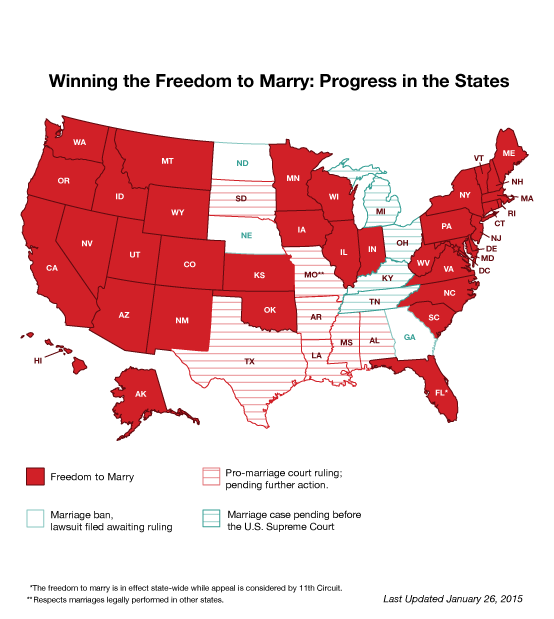 Winning the Freedom to Marry: Progress in the States
WA
MT
ND
MN
VT
ME
OR
ID
SD
WI
NH
MA
RI
CT
NJ
DE
MD
DC
WY
MI
NY
NV
UT
NE
IA
IL
IN
OH
PA
CA
CO
KS
MO**
KY
WV
VA
AZ
NM
OK
AR
TN
NC
SC
TX
LA
MS
AL
GA
FL*
HI
AK
Freedom to Marry
Pro-marriage court ruling;
pending further action.
Marriage ban,
lawsuit filed awaiting ruling
Marriage case pending before
the U.S. Supreme Court
*The freedom to marry is in effect state-wide while appeal is considered by 11th Circuit.
**Respects marriages legally performed in other states.
Last Updated January 26, 2015